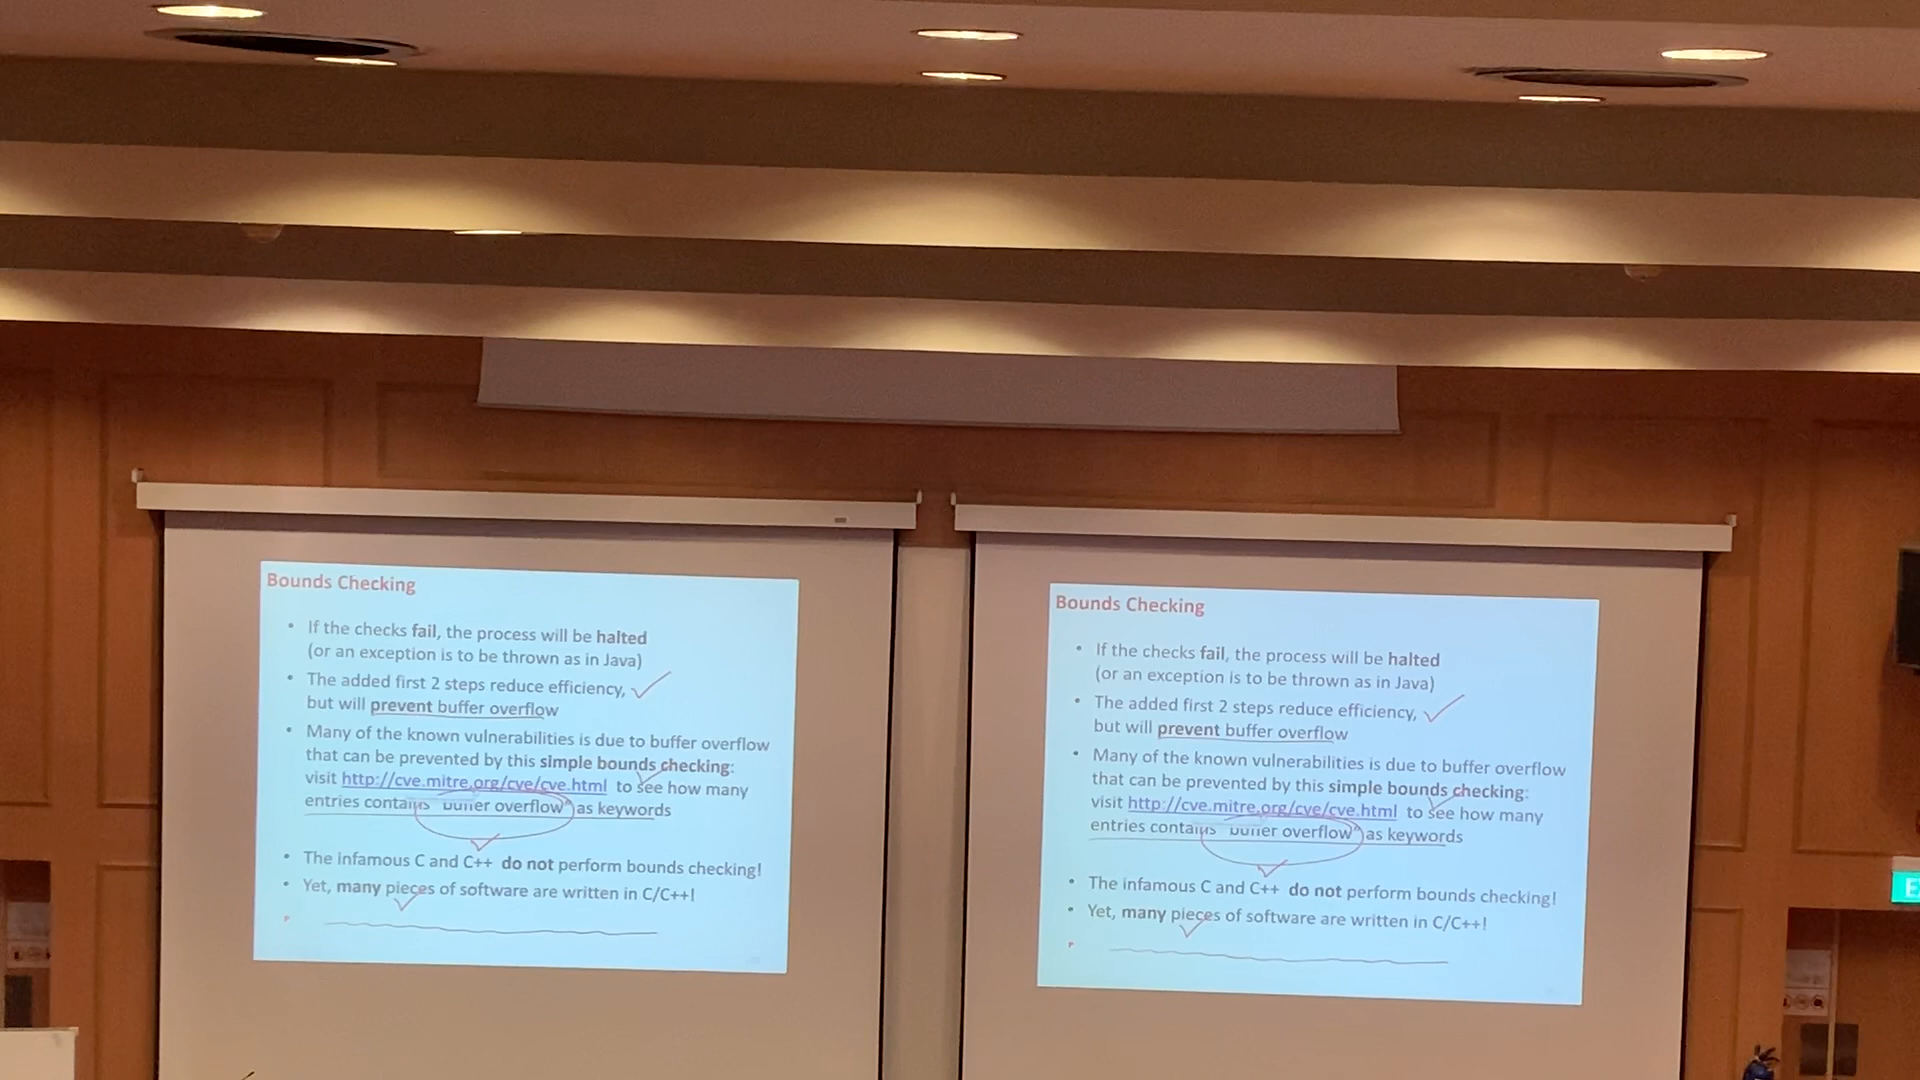 Bounds Checking
• If the checks fail, the process will be halted
(or an exception is to be thrown as in Java)
• The added first 2 steps reduce efficiency,
but will prevent buffer overflow
• Many of the known vulnerabilities is due to buffer overflow
that can be prevented by this simple bounds checking:
visit http://cve.mitre.org/cve/cve.html to see how many
entries contains "buffer overflow" as keywords
• The infamous C and C++ do not perform bounds checking!
• Yet, many pieces of software are written in C/C++!
Bounds Checking
• If the checks fail, the process will be halted
(or an exception is to be thrown as in Java)
• The added first 2 steps reduce efficiency,
but will prevent buffer overflow
• Many of the known vulnerabilities is due to buffer overflow
that can be prevented by this simple bounds checking:
visit http://cve.mitre.org/cve/cve.html to see how many
entries contains "buffer overflow" as keywords
• The infamous C and C++ do not perform bounds checking!
• Yet, many pieces of software are written in C/C++!